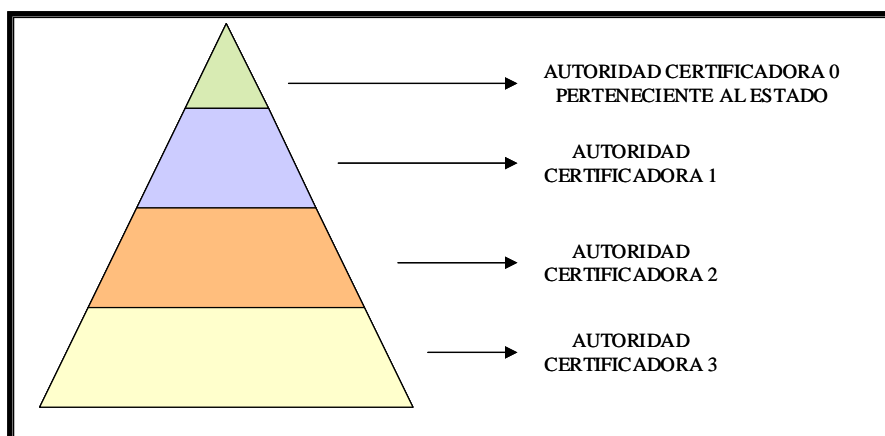 AUTORIDAD CERTIFICADORA 0
PERTENECIENTE AL ESTADO
AUTORIDAD
CERTIFICADORA 1
AUTORIDAD
CERTIFICADORA 2
AUTORIDAD
CERTIFICADORA 3